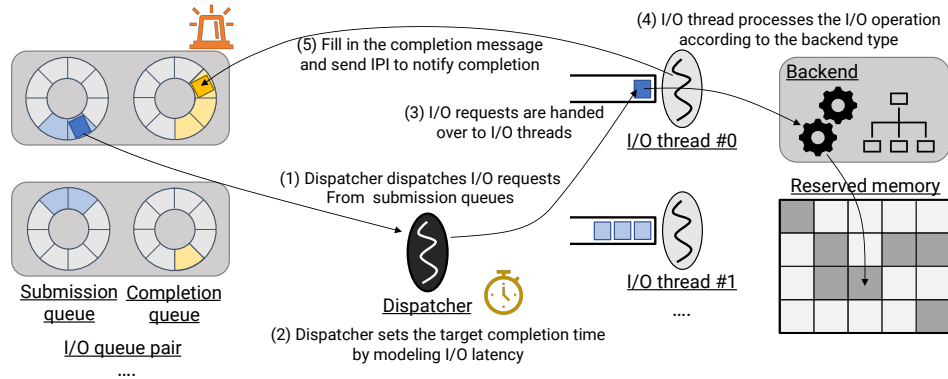 (4) I/O thread processes the I/O operation
according to the backend type
(5) Fill in the completion message
and send IPI to notify completion
Backend
(3) I/O requests are handed
over to I/O threads
I/O thread #0
(1) Dispatcher dispatches I/O requests
From submission queues
Reserved memory
I/O thread #1
....
Submission
queue
Completion
queue
Dispatcher
(2) Dispatcher sets the target completion time
by modeling I/O latency
I/O queue pair
....